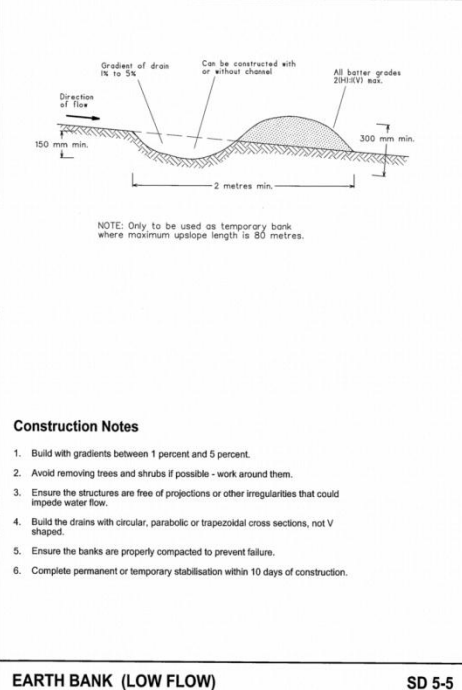 Gradient of drain
1% to 5%
Can be constructed with
or without channel
All batter grades
2(H):1(V) max.
Direction
of flow
150 mm min.
300 mm min.
2 metres min.
NOTE: Only to be used as temporary bank
where maximum upslope length is 80 metres.
Construction Notes
1. Build with gradients between 1 percent and 5 percent.
2. Avoid removing trees and shrubs if possible - work around them.
3. Ensure the structures are free of projections or other irregularities that could
impede water flow.
4. Build the drains with circular, parabolic or trapezoidal cross sections, not V
shaped.
5. Ensure the banks are properly compacted to prevent failure.
6. Complete permanent or temporary stabilisation within 10 days of construction.
EARTH BANK (LOW FLOW) SD 5-5